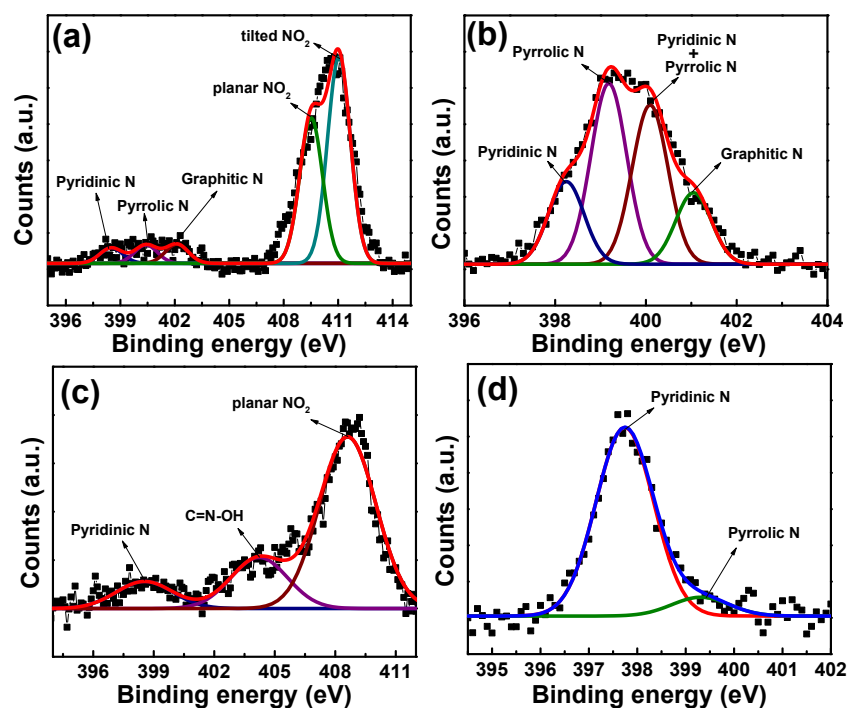 (a)
tilted NO2
planar NO2
Pyridinic N
Pyrrolic N
Graphitic N
Counts (a.u.)
396 399 402 405 408 411 414
Binding energy (eV)
(b)
Pyrrolic N
Pyridinic N
+
Pyrrolic N
Pyridinic N
Graphitic N
Counts (a.u.)
396 398 400 402 404
Binding energy (eV)
(c)
planar NO2
C=N-OH
Pyridinic N
Counts (a.u.)
396 399 402 405 408 411
Binding energy (eV)
(d)
Pyridinic N
Pyrrolic N
Counts (a.u.)
395 396 397 398 399 400 401 402
Binding energy (eV)